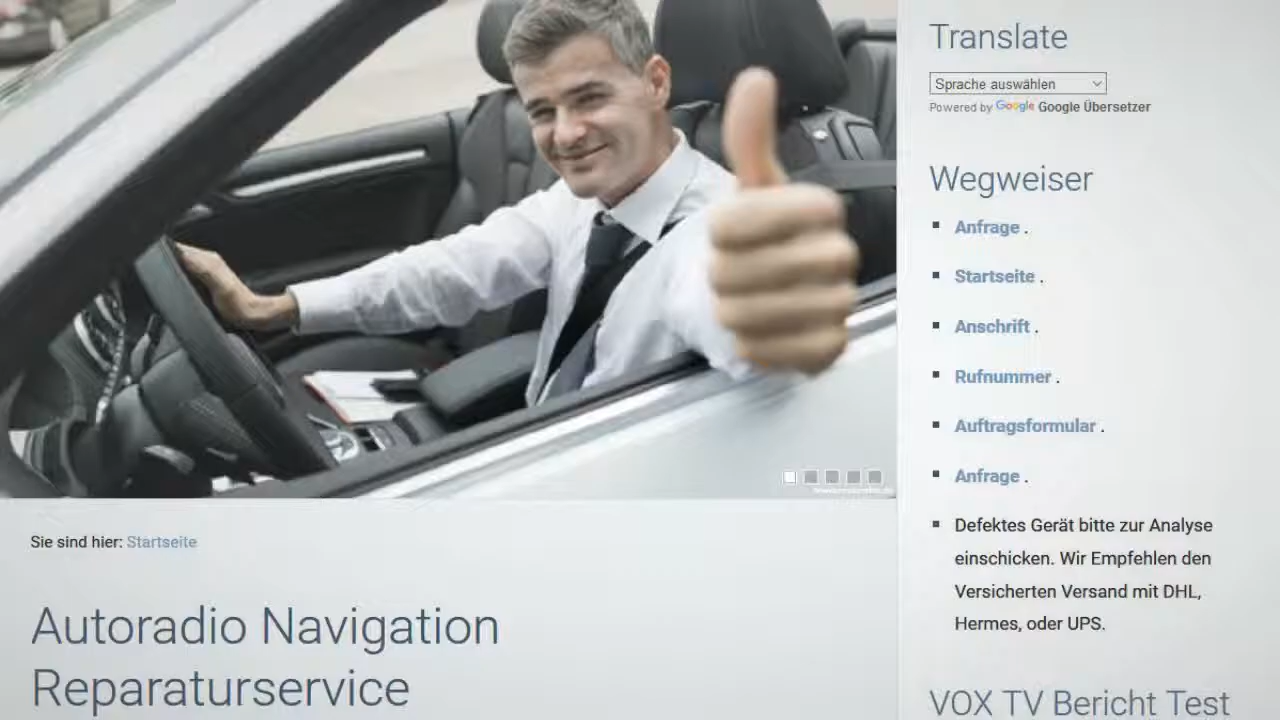 Translate
Sprache auswählen
Powered by Google Google Übersetzer
Wegweiser
Anfrage .
Startseite .
Anschrift .
Rufnummer .
Auftragsformular .
Anfrage .
Defektes Gerät bitte zur Analyse
einschicken. Wir Empfehlen den
Versicherten Versand mit DHL,
Hermes, oder UPS.
VOX TV Bericht Test
Sie sind hier: Startseite
Autoradio Navigation
Reparaturservice